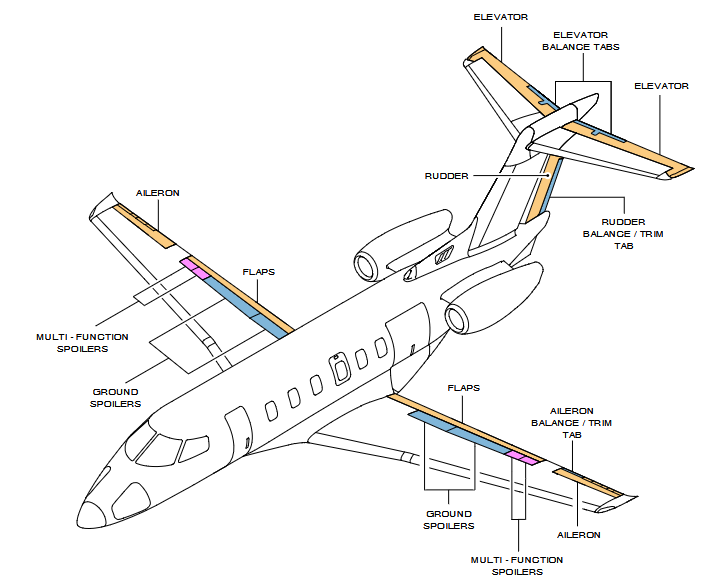 ELEVATOR
ELEVATOR
BALANCE TABS
ELEVATOR
RUDDER
AILERON
RUDDER
BALANCE / TRIM
TAB
FLAPS
MULTI - FUNCTION
SPOILERS
GROUND
SPOILERS
FLAPS
AILERON
BALANCE / TRIM
TAB
GROUND
SPOILERS
AILERON
MULTI - FUNCTION
SPOILERS